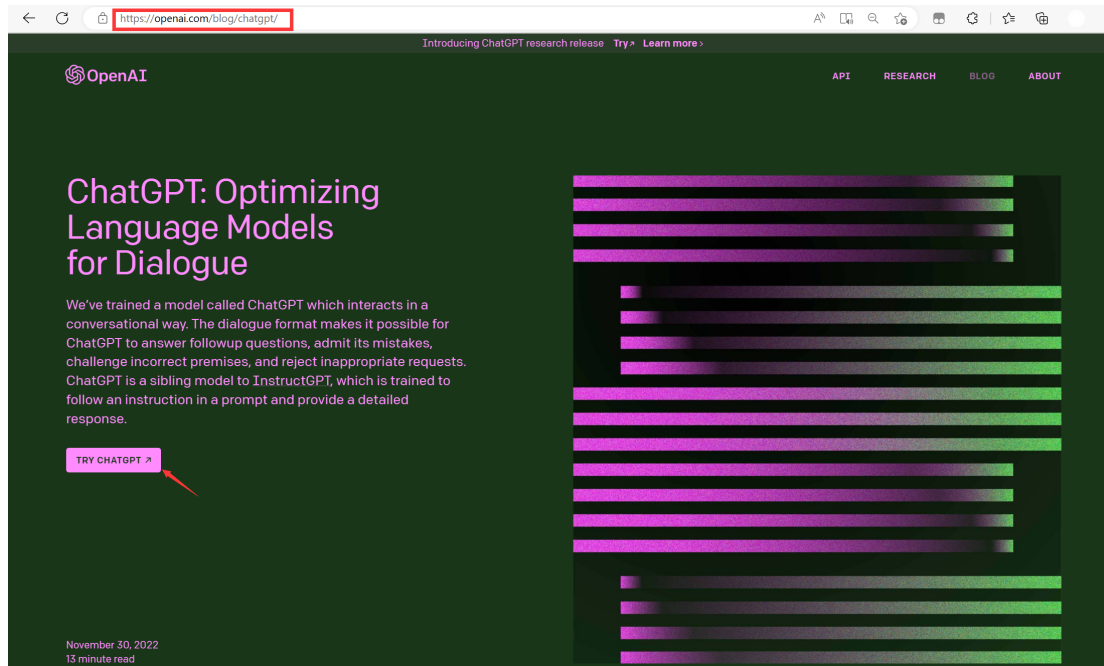 https://openai.com/blog/chatgpt/
Introducing ChatGPT research release Try↗ Learn more›
OpenAI
API RESEARCH BLOG ABOUT
ChatGPT: Optimizing
Language Models
for Dialogue
We’ve trained a model called ChatGPT which interacts in a
conversational way. The dialogue format makes it possible for
ChatGPT to answer followup questions, admit its mistakes,
challenge incorrect premises, and reject inappropriate requests.
ChatGPT is a sibling model to InstructGPT, which is trained to
follow an instruction in a prompt and provide a detailed
response.
TRY CHATGPT ↗
November 30, 2022
13 minute read